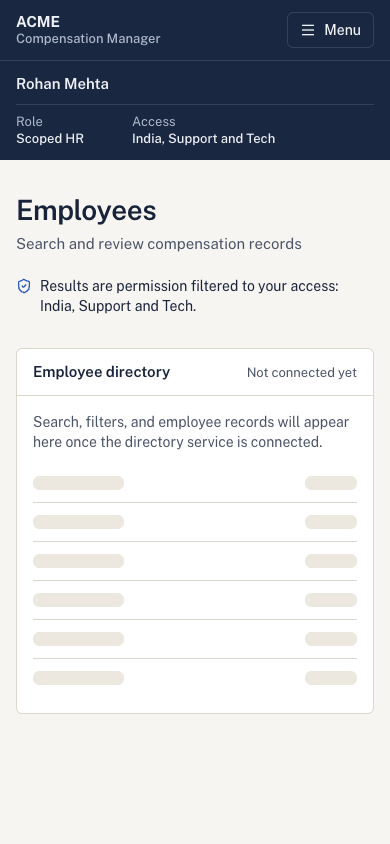 ACME
Compensation Manager
Menu
Rohan Mehta
Role
Scoped HR
Access
India, Support and Tech
Employees
Search and review compensation records
Results are permission filtered to your access:
India, Support and Tech.
Employee directory
Not connected yet
Search, filters, and employee records will appear
here once the directory service is connected.